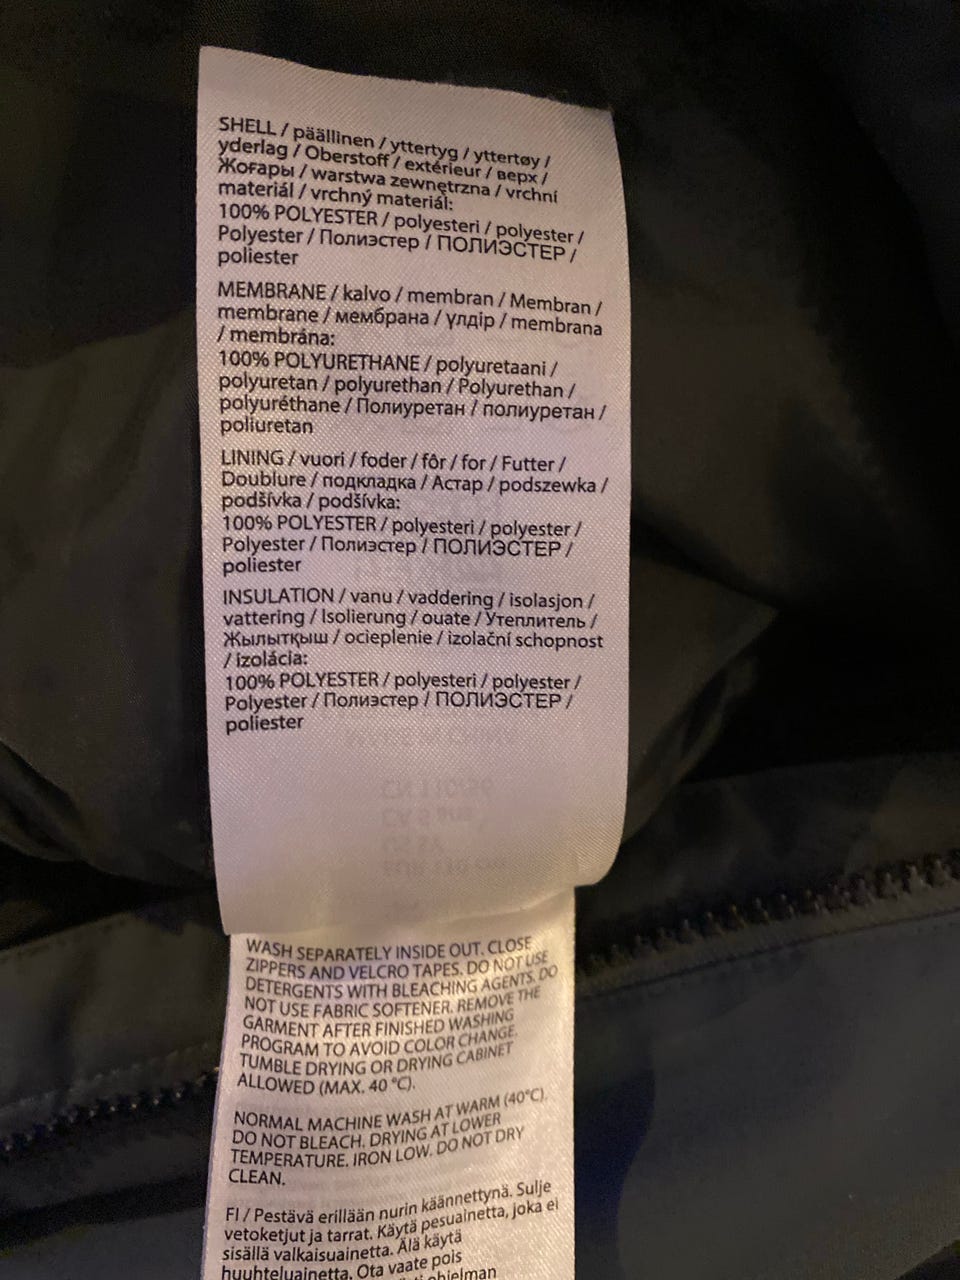 SHELL / päällinen / yttertyg / yttertøy /
yderlag / Oberstoff / extérieur / верх /
Жоғары / warstwa zewnętrzna / vrchní
materiál / vrchný materiál:
100% POLYESTER / polyesteri / polyester /
Polyester / Полиэстер / ПОЛИЭСТЕР /
poliester
MEMBRANE / kalvo / membran / Membran /
membrane / мембрана / үлдір / membrana
/ membrána:
100% POLYURETHANE / polyuretaani /
polyuretan / polyurethan / Polyurethan /
polyuréthane / Полиуретан / полиуретан /
poliuretan
LINING / vuori / foder / fôr / for / Futter /
Doublure / подкладка / Астар / podszewka /
podšívka / podšívka:
100% POLYESTER / polyesteri / polyester /
Polyester / Полиэстер / ПОЛИЭСТЕР /
poliester
INSULATION / vanu / vaddering / isolasjon /
vattering / Isolierung / ouate / Утеплитель /
Жылытқыш / ocieplenie / izolační schopnost
/ izolácia:
100% POLYESTER / polyesteri / polyester /
Polyester / Полиэстер / ПОЛИЭСТЕР /
poliester
WASH SEPARATELY INSIDE OUT. CLOSE
ZIPPERS AND VELCRO TAPES. DO NOT USE
DETERGENTS WITH BLEACHING AGENTS. DO
NOT USE FABRIC SOFTENER. REMOVE THE
GARMENT AFTER FINISHED WASHING
PROGRAM TO AVOID COLOR CHANGE.
TUMBLE DRYING OR DRYING CABINET
ALLOWED (MAX. 40 °C).
NORMAL MACHINE WASH AT WARM (40°C).
DO NOT BLEACH. DRYING AT LOWER
TEMPERATURE. IRON LOW. DO NOT DRY
CLEAN.
FI / Pestävä erillään nurin käännettynä. Sulje
vetoketjut ja tarrat. Käytä pesuainetta, joka ei
sisällä valkaisuainetta. Älä käytä
huuhteluainetta. Ota vaate pois
ohjelman